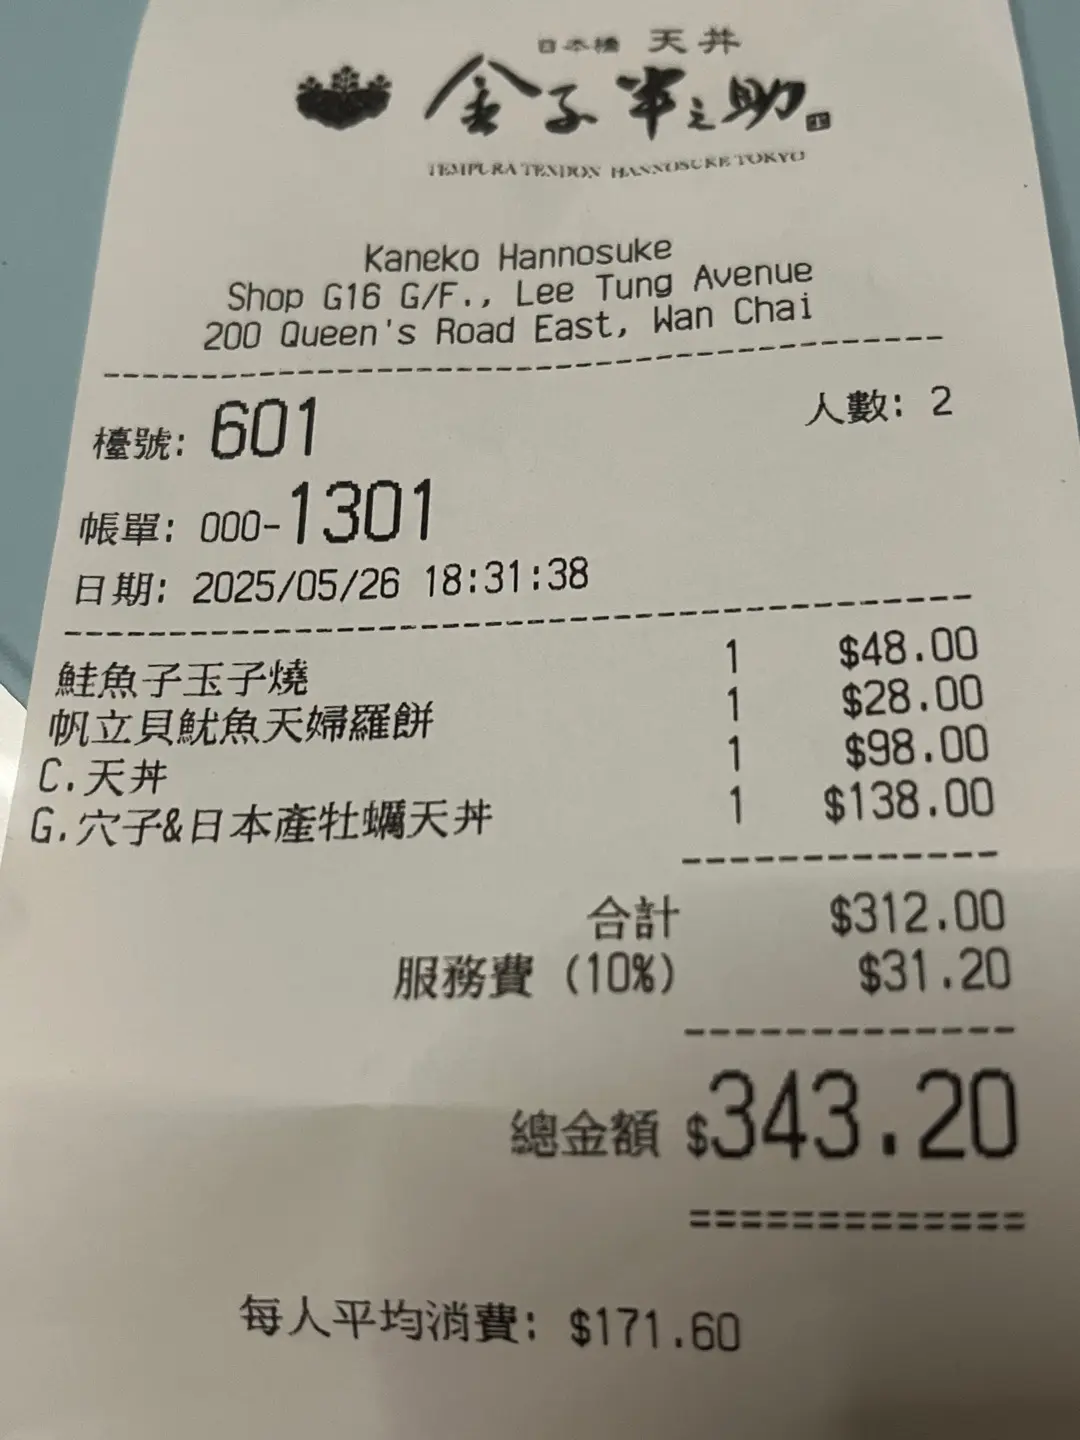 日本橋 天丼
金子半之助
TEMPURA TENDON HANNOSUKE TOKYO
Kaneko Hannosuke
Shop G16 G/F., Lee Tung Avenue
200 Queen's Road East, Wan Chai
檯號: 601 人數: 2
帳單: 000-1301
日期: 2025/05/26 18:31:38
鮭魚子玉子燒 1 $48.00
帆立貝魷魚天婦羅餅 1 $28.00
C.天丼 1 $98.00
G.穴子&日本產牡蠣天丼 1 $138.00
合計 $312.00
服務費 (10%) $31.20
總金額 $343.20
每人平均消費: $171.60